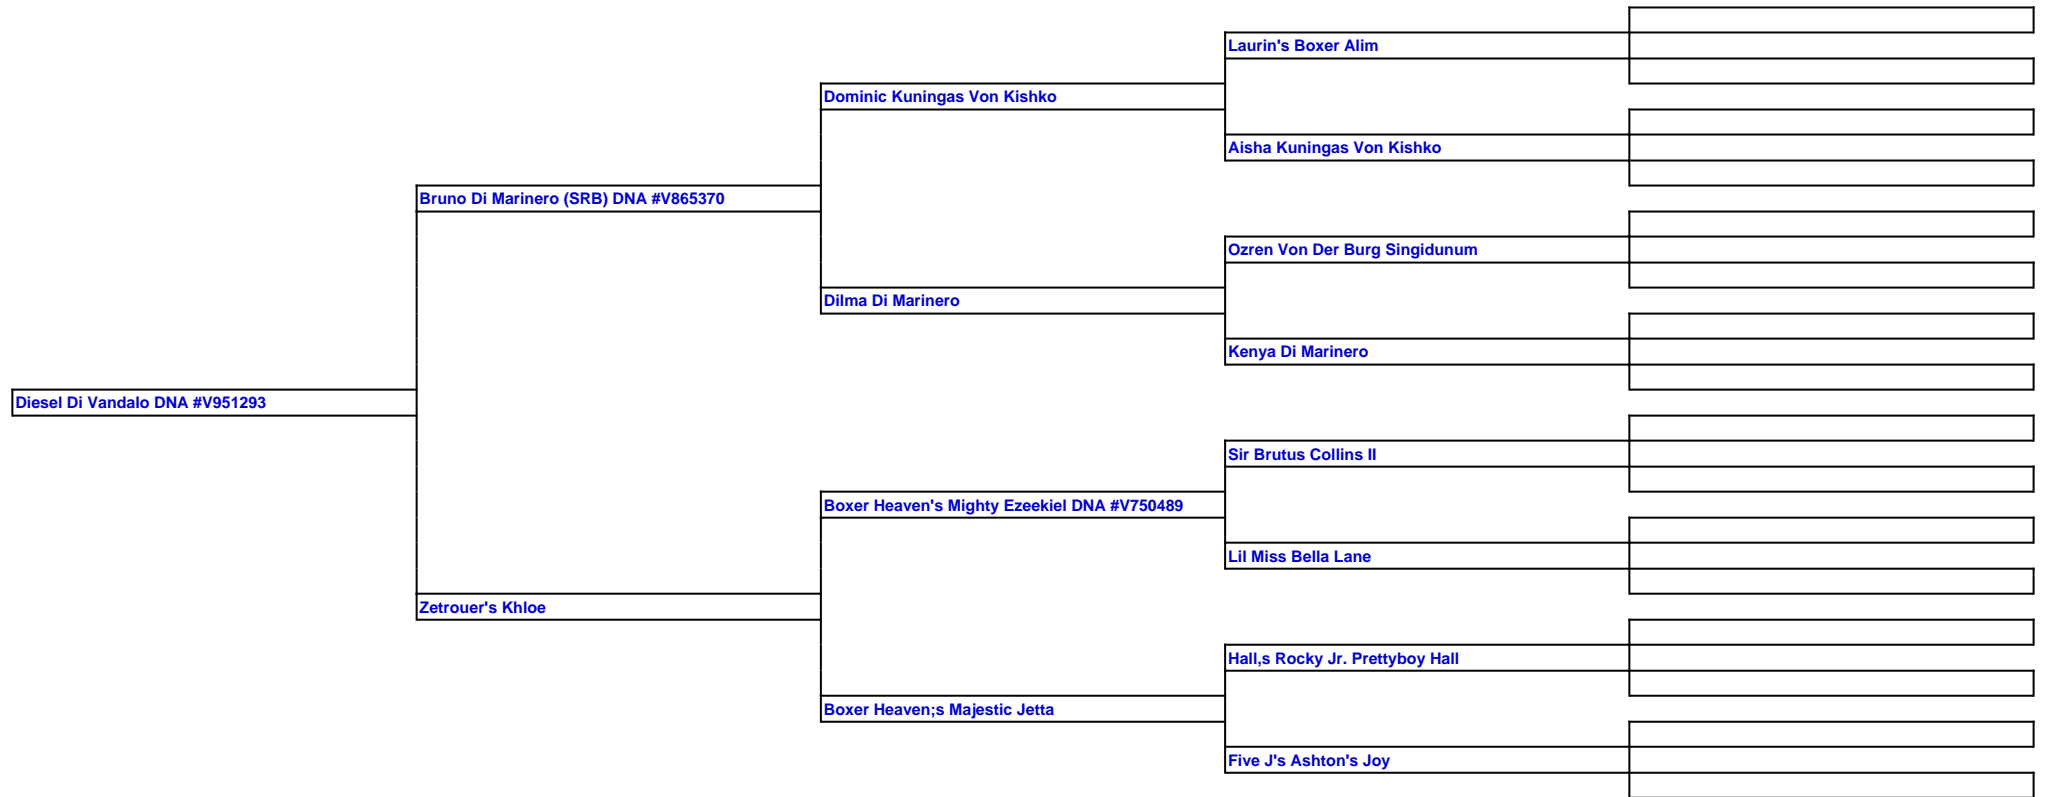 Laurin's Boxer Alim
Dominic Kuningas Von Kishko
Aisha Kuningas Von Kishko
Bruno Di Marinero (SRB) DNA #V865370
Ozren Von Der Burg Singidunum
Dilma Di Marinero
Kenya Di Marinero
Diesel Di Vandalo DNA #V951293
Sir Brutus Collins II
Boxer Heaven's Mighty Ezeekiel DNA #V750489
Lil Miss Bella Lane
Zetrouer's Khloe
Hall,s Rocky Jr. Prettyboy Hall
Boxer Heaven;s Majestic Jetta
Five J's Ashton's Joy